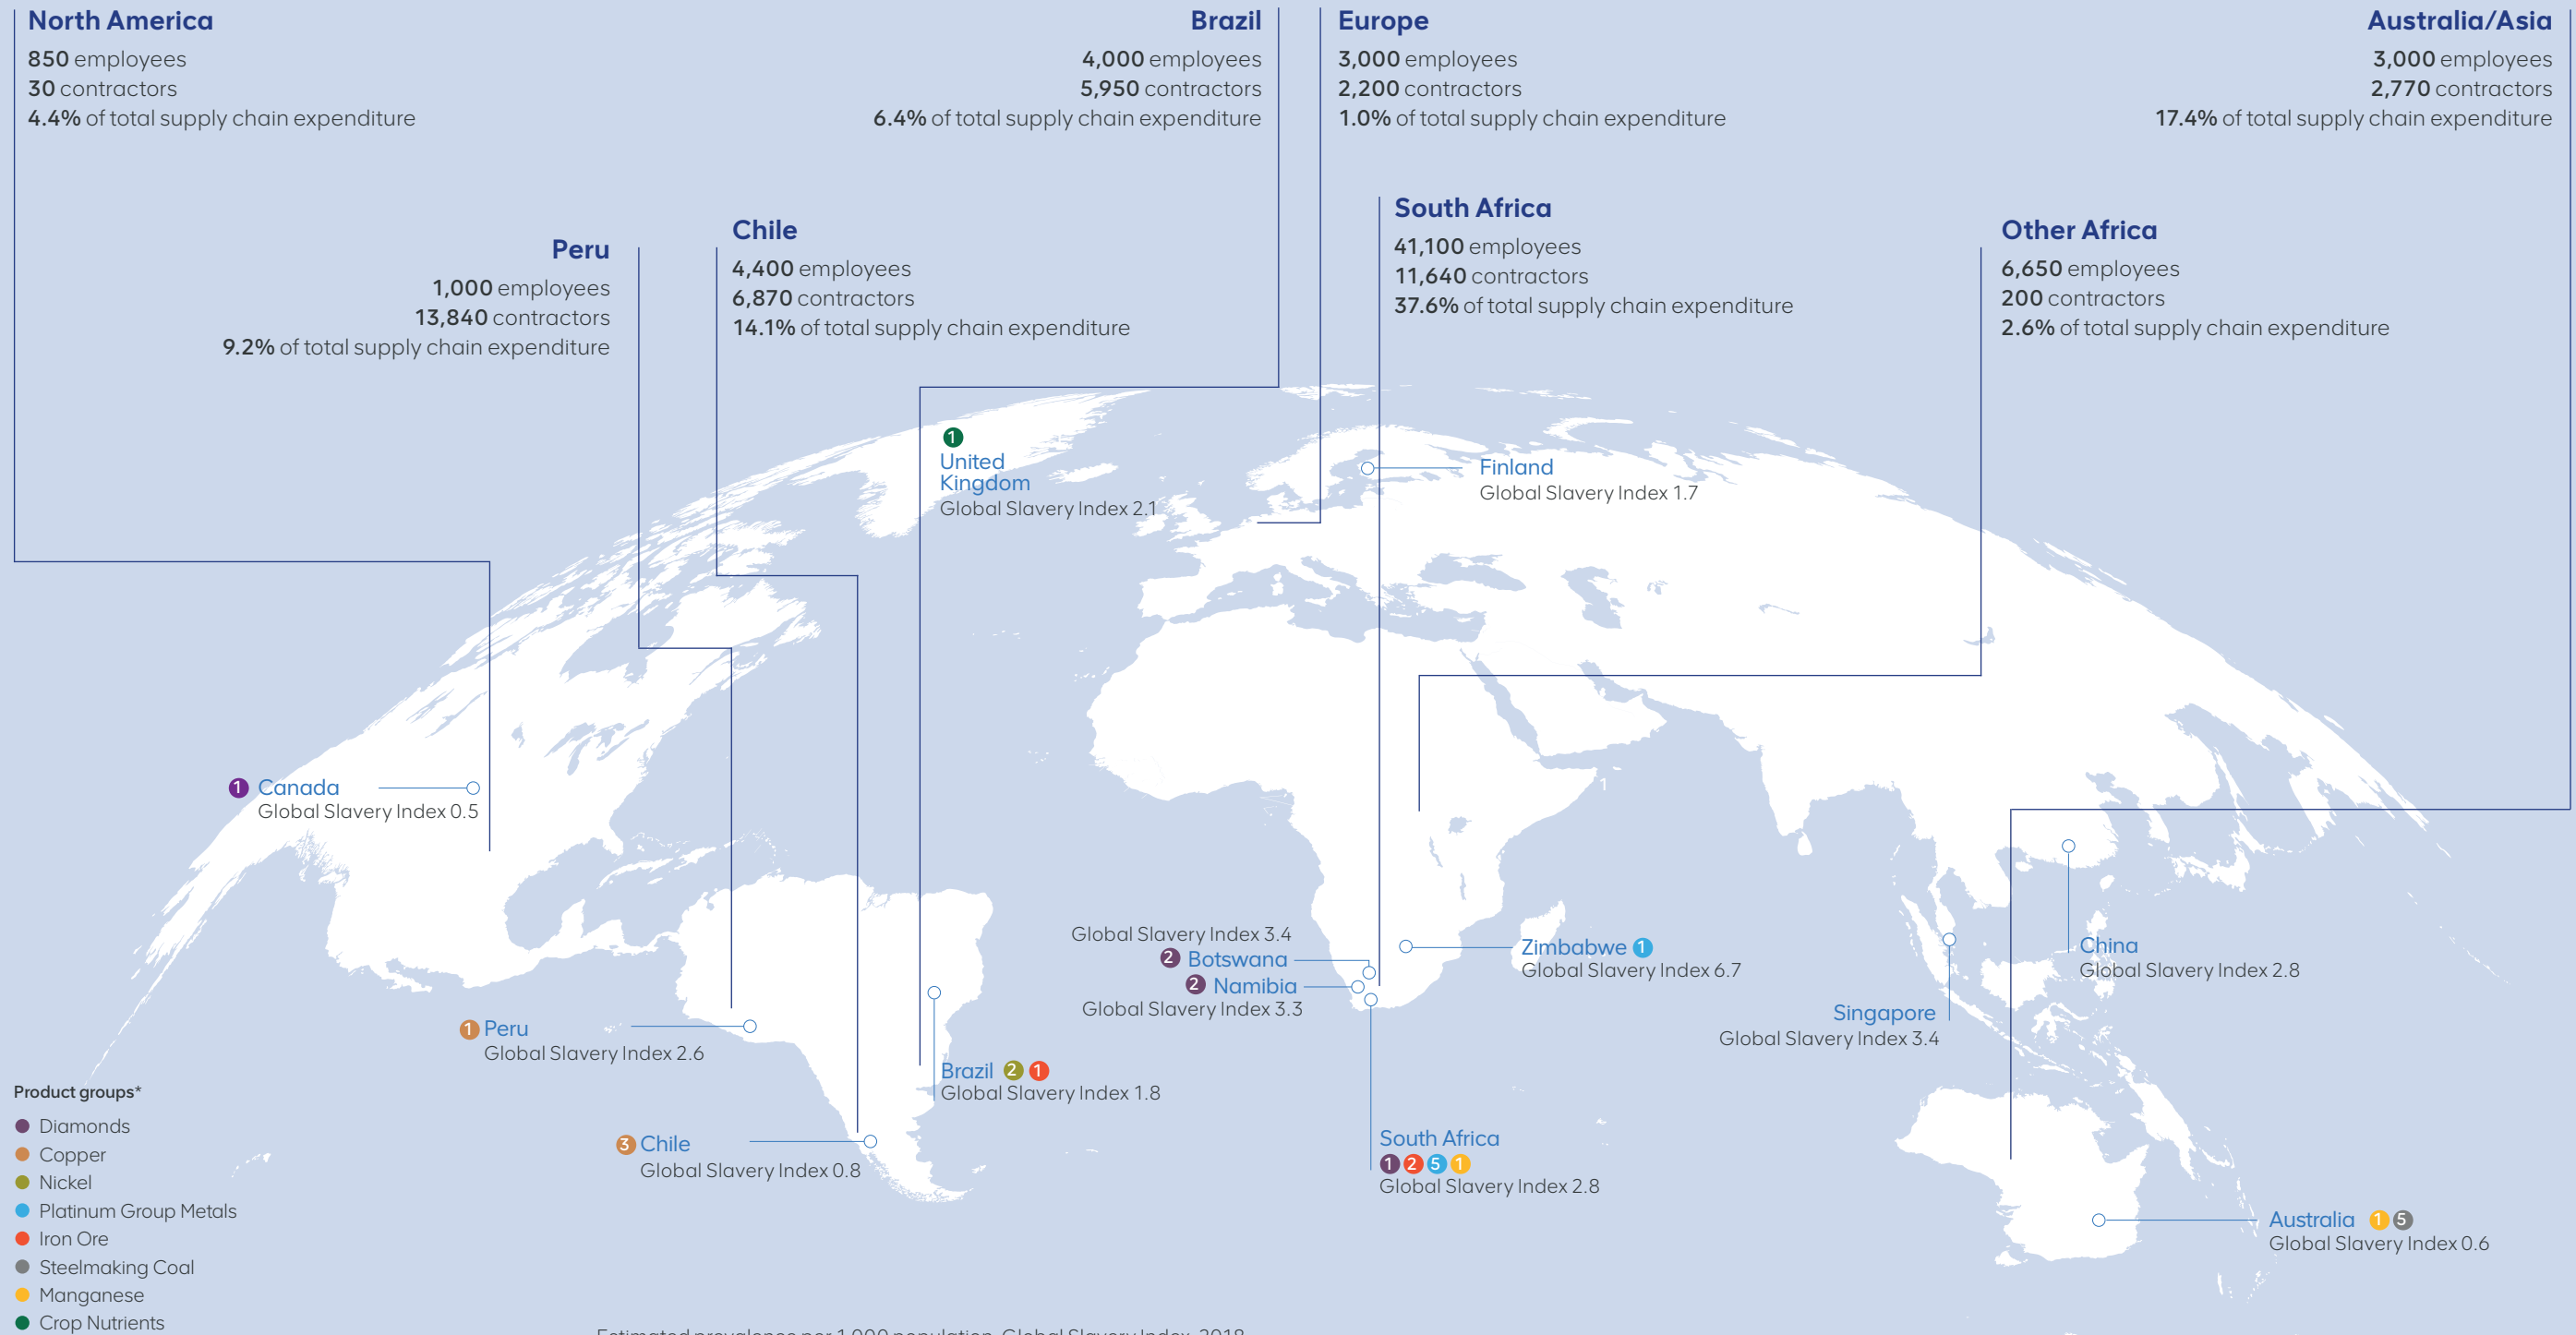 North America
850 employees
30 contractors
4.4% of total supply chain expenditure
Brazil
4,000 employees
5,950 contractors
6.4% of total supply chain expenditure
Europe
3,000 employees
2,200 contractors
1.0% of total supply chain expenditure
Australia/Asia
3,000 employees
2,770 contractors
17.4% of total supply chain expenditure
Peru
1,000 employees
13,840 contractors
9.2% of total supply chain expenditure
Chile
4,400 employees
6,870 contractors
14.1% of total supply chain expenditure
South Africa
41,100 employees
11,640 contractors
37.6% of total supply chain expenditure
Other Africa
6,650 employees
200 contractors
2.6% of total supply chain expenditure
1
United
Kingdom
Global Slavery Index 2.1
Finland
Global Slavery Index 1.7
1 Canada
Global Slavery Index 0.5
1
Global Slavery Index 3.4
2 Botswana
2 Namibia
Global Slavery Index 3.3
Zimbabwe 1
Global Slavery Index 6.7
China
Global Slavery Index 2.8
Singapore
Global Slavery Index 3.4
1 Peru
Global Slavery Index 2.6
Brazil 2 1
Global Slavery Index 1.8
3 Chile
Global Slavery Index 0.8
South Africa
1 2 5 1
Global Slavery Index 2.8
Australia 1 5
Global Slavery Index 0.6
Product groups*
Diamonds
Copper
Nickel
Platinum Group Metals
Iron Ore
Steelmaking Coal
Manganese
Crop Nutrients
Estimated prevalence per 1,000 population, Global Slavery Index, 2018